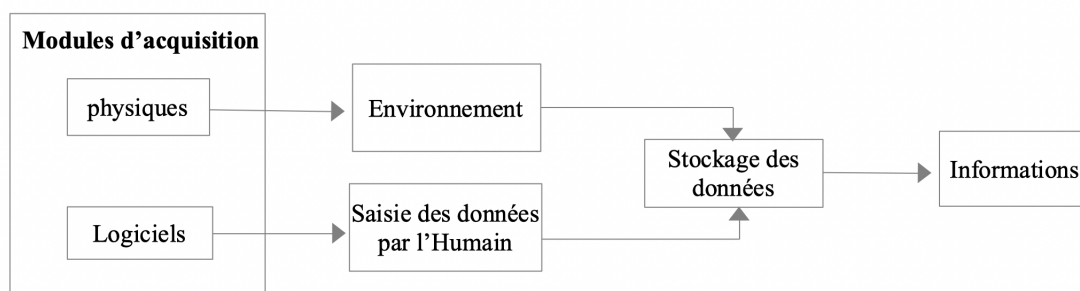 Modules d’acquisition
physiques
Environnement
Stockage des
données
Informations
Saisie des données
par l’Humain
Logiciels